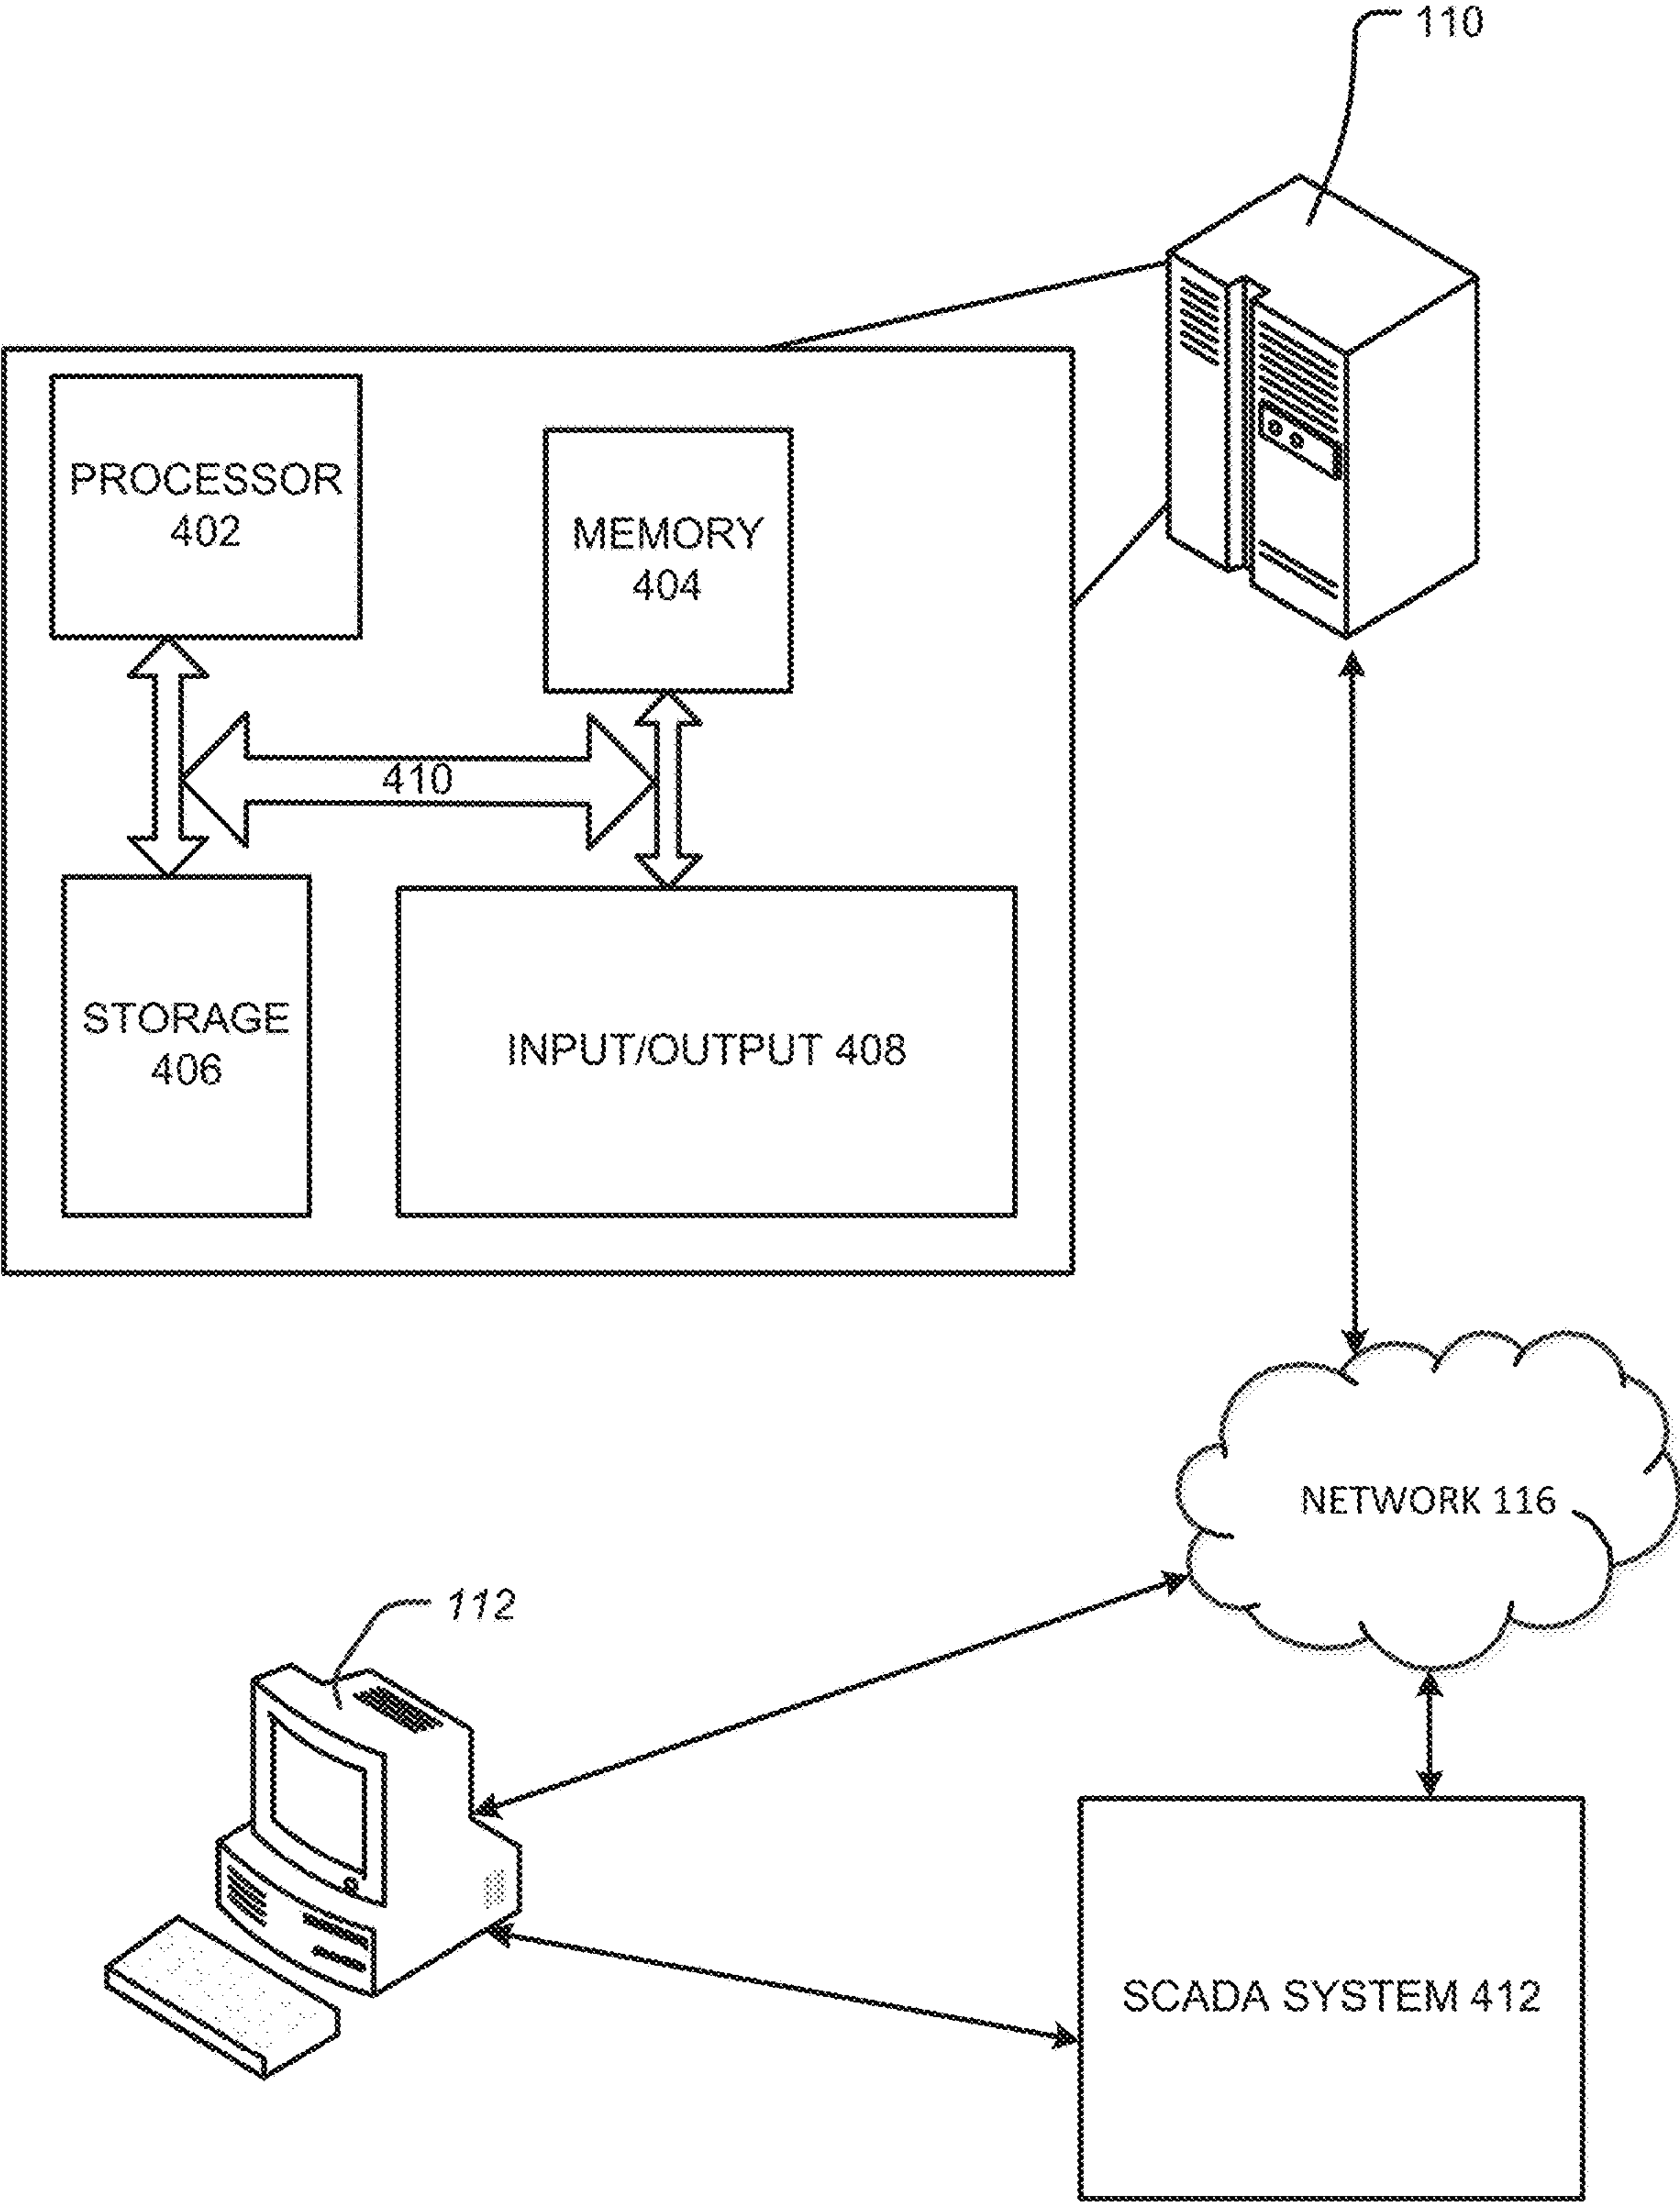 110
PROCESSOR
402
MEMORY
404
410
STORAGE
406
INPUT/OUTPUT 408
NETWORK 116
112
SCADA SYSTEM 412